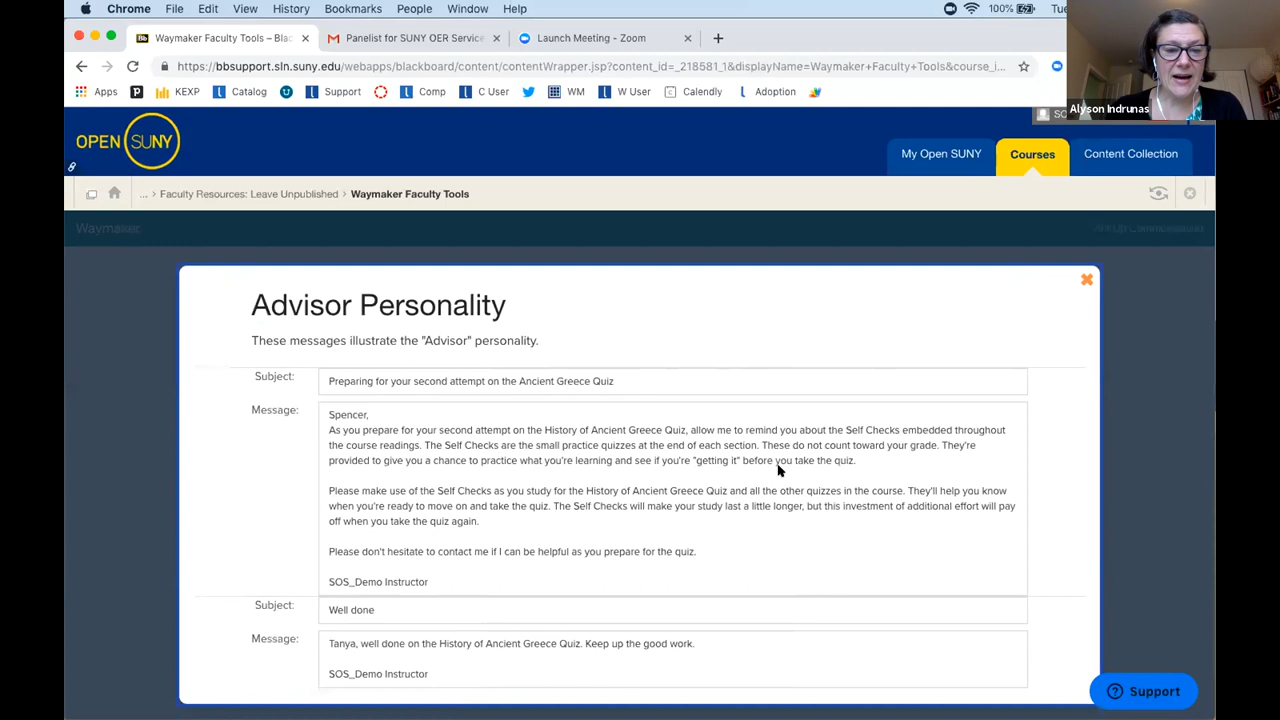 Chrome File Edit View History Bookmarks People Window Help 100% Tue
Waymaker Faculty Tools – Blac Panelist for SUNY OER Service Launch Meeting - Zoom
https://bbsupport.sln.suny.edu/webapps/blackboard/content/contentWrapper.jsp?content_id=_218581_1&displayName=Waymaker+Faculty+Tools&course_i...
Apps KEXP Catalog Support Comp C User WM W User Calendly Adoption
Alyson Indrunas
OPEN SUNY
My Open SUNY Courses Content Collection
... > Faculty Resources: Leave Unpublished > Waymaker Faculty Tools
Waymaker
Advisor Personality
These messages illustrate the "Advisor" personality.
Subject: Preparing for your second attempt on the Ancient Greece Quiz
Message: Spencer,
As you prepare for your second attempt on the History of Ancient Greece Quiz, allow me to remind you about the Self Checks embedded throughout
the course readings. The Self Checks are the small practice quizzes at the end of each section. These do not count toward your grade. They're
provided to give you a chance to practice what you're learning and see if you're "getting it" before you take the quiz.
Please make use of the Self Checks as you study for the History of Ancient Greece Quiz and all the other quizzes in the course. They'll help you know
when you're ready to move on and take the quiz. The Self Checks will make your study last a little longer, but this investment of additional effort will pay
off when you take the quiz again.
Please don't hesitate to contact me if I can be helpful as you prepare for the quiz.
SOS_Demo Instructor
Subject: Well done
Message: Tanya, well done on the History of Ancient Greece Quiz. Keep up the good work.
SOS_Demo Instructor
Support